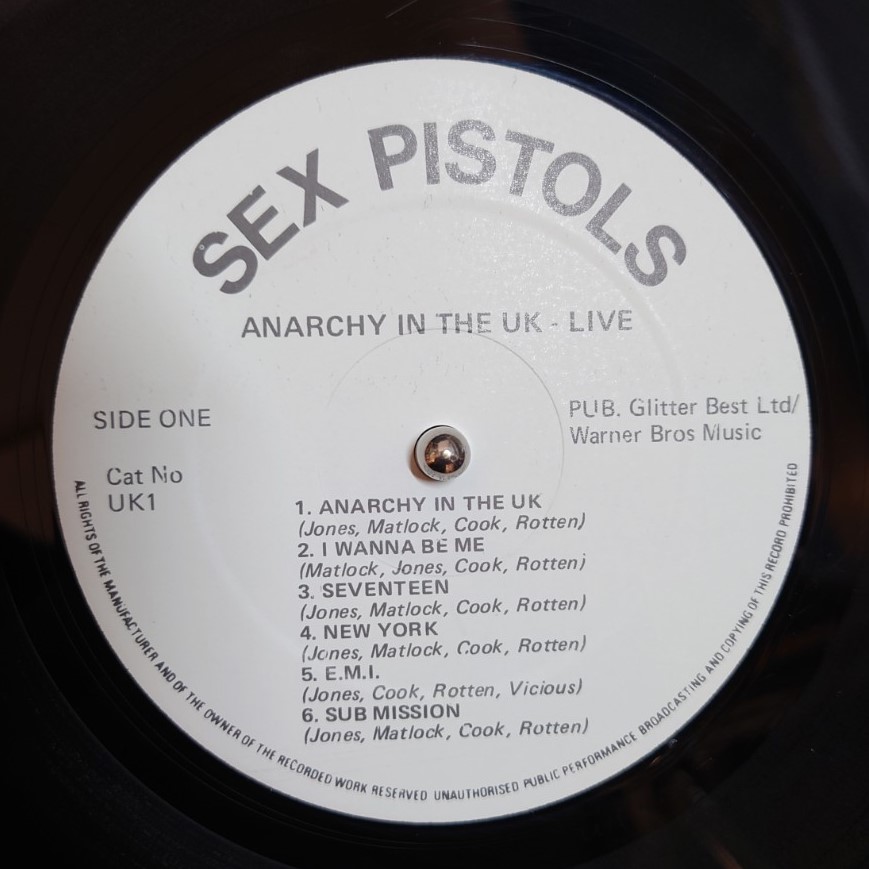 SEX PISTOLS
ANARCHY IN THE UK - LIVE
SIDE ONE
PUB. Glitter Best Ltd/
Warner Bros Music
Cat No
UK1
1. ANARCHY IN THE UK
(Jones, Matlock, Cook, Rotten)
2. I WANNA BE ME
(Matlock, Jones, Cook, Rotten)
3. SEVENTEEN
(Jones, Matlock, Cook, Rotten)
4. NEW YORK
(Jones, Matlock, Cook, Rotten)
5. E.M.I.
(Jones, Cook, Rotten, Vicious)
6. SUB MISSION
(Jones, Matlock, Cook, Rotten)
ALL RIGHTS OF THE MANUFACTURER AND OF THE OWNER OF THE RECORDED WORK RESERVED UNAUTHORISED PUBLIC PERFORMANCE BROADCASTING AND COPYING OF THIS RECORD PROHIBITED